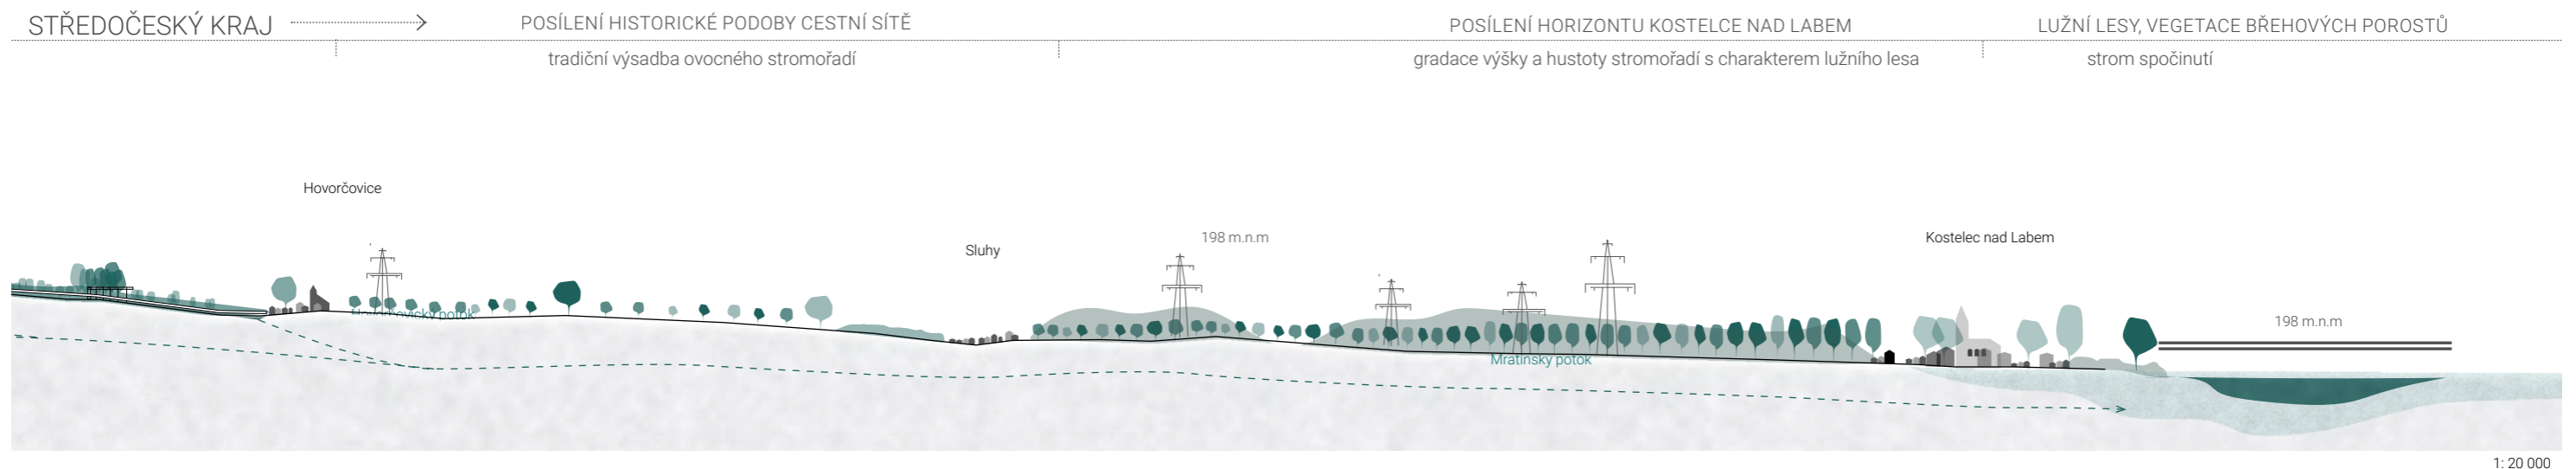 STŘEDOČESKÝ KRAJ
POSÍLENÍ HISTORICKÉ PODOBY CESTNÍ SÍTĚ
POSÍLENÍ HORIZONTU KOSTELCE NAD LABEM
LUŽNÍ LESY, VEGETACE BŘEHOVÝCH POROSTŮ
tradiční výsadba ovocného stromořadí
gradace výšky a hustoty stromořadí s charakterem lužního lesa
strom spočinutí
Hovorčovice
Sluhy
198 m.n.m
Kostelec nad Labem
Hovorčovický potok
198 m.n.m
Mratínský potok
1: 20 000